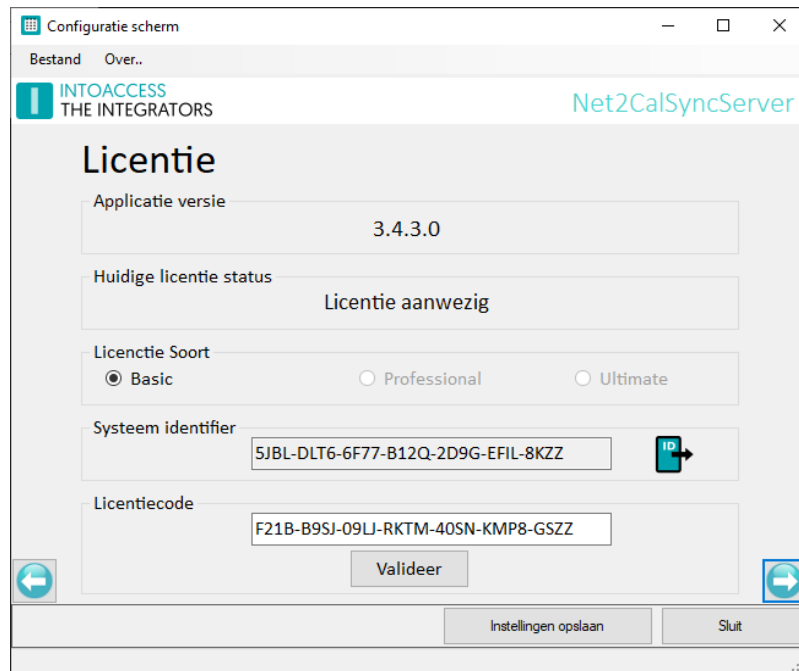 Configuratie scherm
Bestand Over..
INTOACCESS
THE INTEGRATORS
Net2CalSyncServer
Licentie
Applicatie versie
3.4.3.0
Huidige licentie status
Licentie aanwezig
Licenctie Soort
Basic Professional Ultimate
Systeem identifier
5JBL-DLT6-6F77-B12Q-2D9G-EFIL-8KZZ
ID
Licentiecode
F21B-B9SJ-09LJ-RKTM-40SN-KMP8-GSZZ
Valideer
Instellingen opslaan Sluit